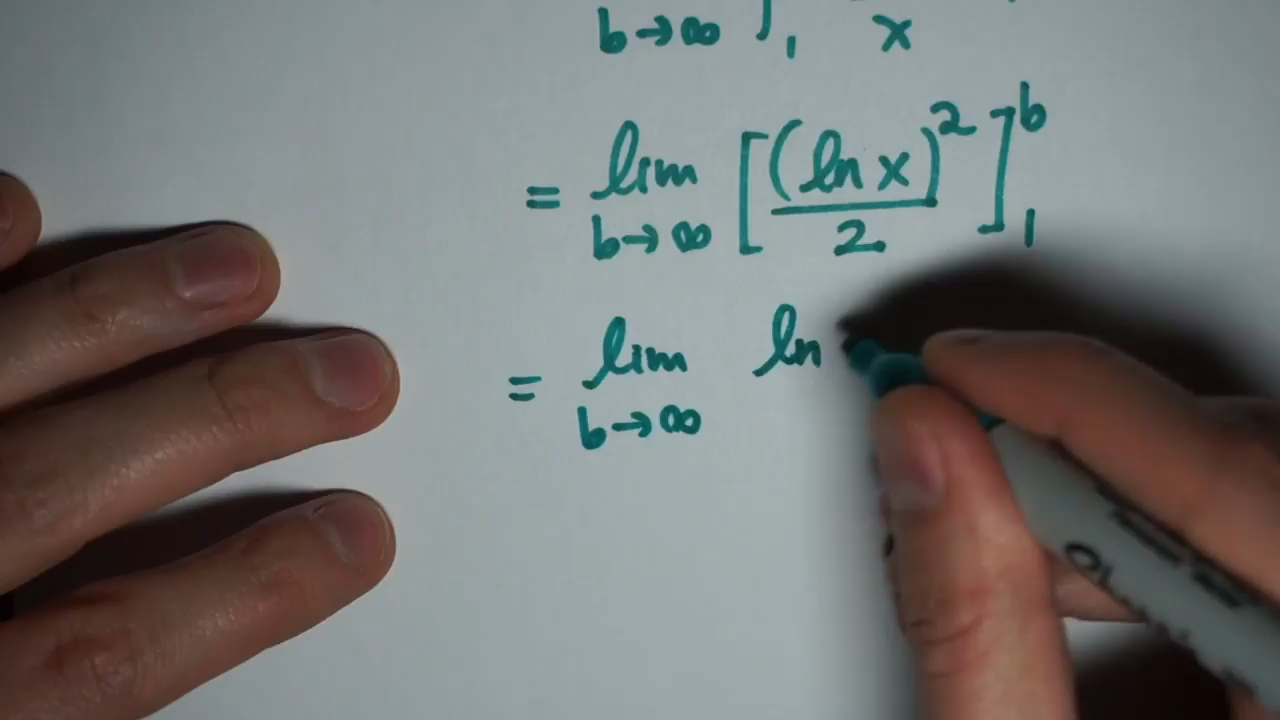 b→∞ ∫₁ x
= lim [(ln x)²/2]₁ᵇ
b→∞
= lim ln
b→∞